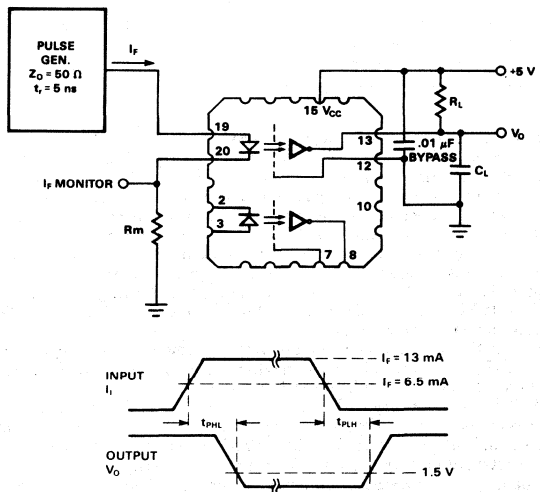 PULSE
GEN.
Z_O = 50 Ω
t_r = 5 ns
I_F
+5 V
15 V_CC
R_L
19
13
V_O
20
.01 μF
BYPASS
12
C_L
I_F MONITOR
10
2
Rm
3
7
8
INPUT
I_I
I_F = 13 mA
I_F = 6.5 mA
t_PHL
t_PLH
OUTPUT
V_O
1.5 V